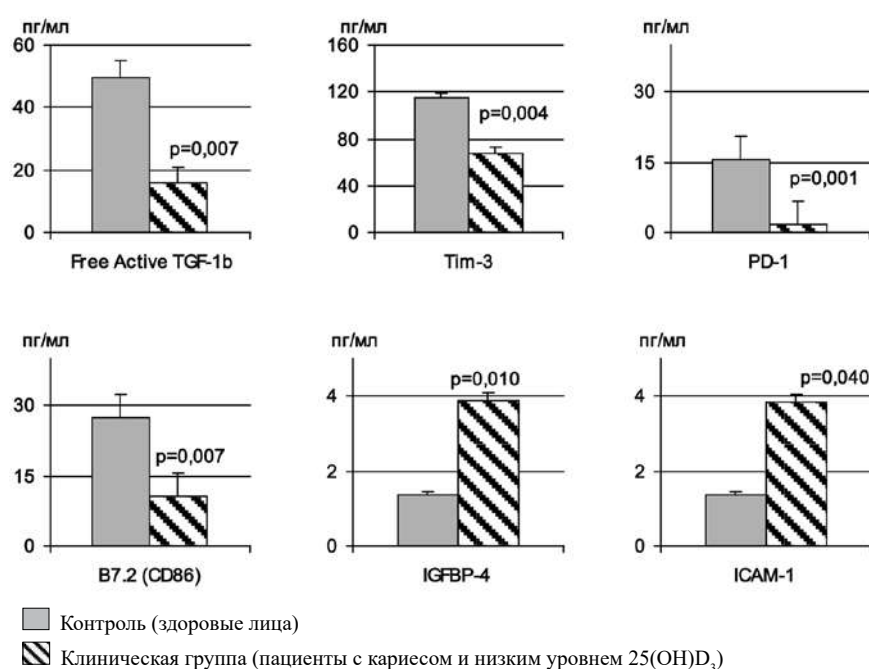 пг/мл
60
40
20
0
p=0,007
Free Active TGF-1b
пг/мл
160
120
80
40
0
p=0,004
Tim-3
пг/мл
30
15
0
p=0,001
PD-1
пг/мл
30
15
0
p=0,007
B7.2 (CD86)
пг/мл
4
2
0
p=0,010
IGFBP-4
пг/мл
4
2
0
p=0,040
ICAM-1
Контроль (здоровые лица)
Клиническая группа (пациенты с кариесом и низким уровнем 25(OH)D₃)